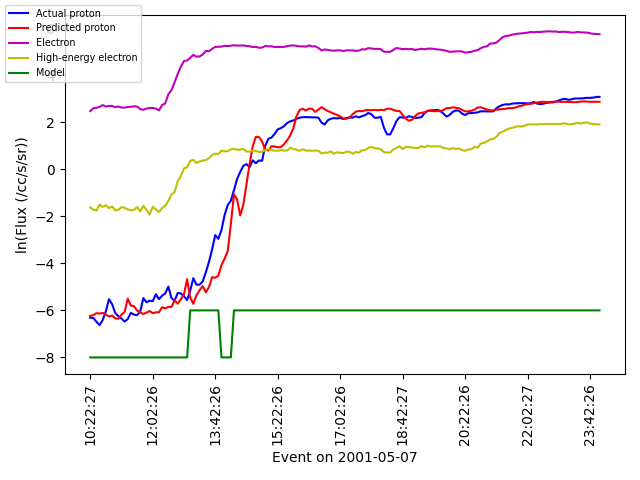 Actual proton
Predicted proton
Electron
High-energy electron
Model
ln(Flux (/cc/s/sr))
2
0
−2
−4
−6
−8
10:22:27
12:02:26
13:42:26
15:22:26
17:02:26
18:42:27
20:22:26
22:02:27
23:42:26
Event on 2001-05-07